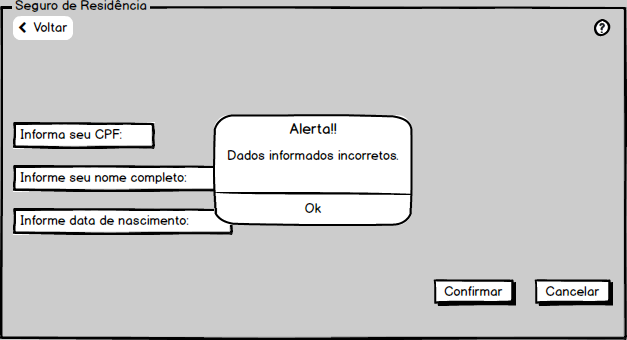 Seguro de Residência
Voltar
?
Informa seu CPF:
Informe seu nome completo:
Informe data de nascimento:
Alerta!!
Dados informados incorretos.
Ok
Confirmar
Cancelar